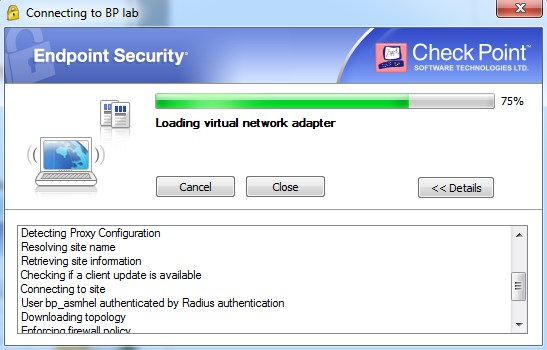 Connecting to BP lab
Endpoint Security
Check Point™
SOFTWARE TECHNOLOGIES LTD.
75%
Loading virtual network adapter
Cancel
Close
<< Details
Detecting Proxy Configuration
Resolving site name
Retrieving site information
Checking if a client update is available
Connecting to site
User bp_asmhel authenticated by Radius authentication
Downloading topology
Enforcing firewall policy